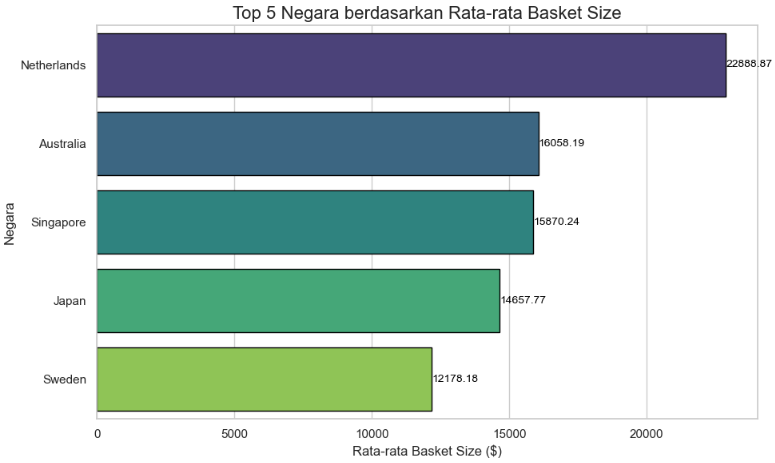 Top 5 Negara berdasarkan Rata-rata Basket Size
Netherlands
22888.87
Australia
16058.19
Singapore
15870.24
Japan
14657.77
Sweden
12178.18
Negara
0 5000 10000 15000 20000
Rata-rata Basket Size ($)